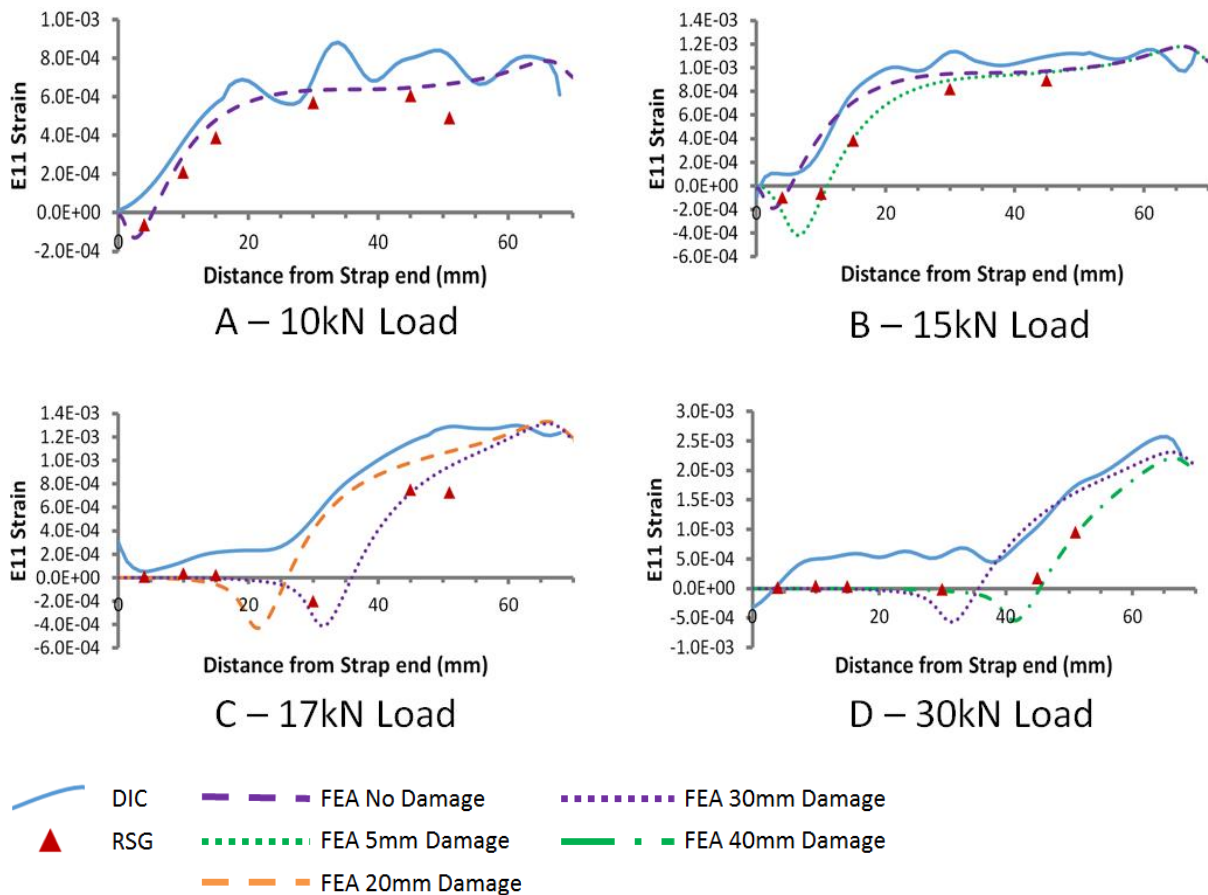 1.0E-03
8.0E-04
6.0E-04
4.0E-04
2.0E-04
0.0E+00
-2.0E-04
E11 Strain
0 20 40 60
Distance from Strap end (mm)
A – 10kN Load
1.4E-03
1.2E-03
1.0E-03
8.0E-04
6.0E-04
4.0E-04
2.0E-04
0.0E+00
-2.0E-04
-4.0E-04
-6.0E-04
E11 Strain
0 20 40 60
Distance from Strap end (mm)
B – 15kN Load
1.4E-03
1.2E-03
1.0E-03
8.0E-04
6.0E-04
4.0E-04
2.0E-04
0.0E+00
-2.0E-04
-4.0E-04
-6.0E-04
E11 Strain
0 20 40 60
Distance from Strap end (mm)
C – 17kN Load
3.0E-03
2.5E-03
2.0E-03
1.5E-03
1.0E-03
5.0E-04
0.0E+00
-5.0E-04
-1.0E-03
E11 Strain
0 20 40 60
Distance from Strap end (mm)
D – 30kN Load
DIC FEA No Damage FEA 30mm Damage
RSG FEA 5mm Damage FEA 40mm Damage
FEA 20mm Damage